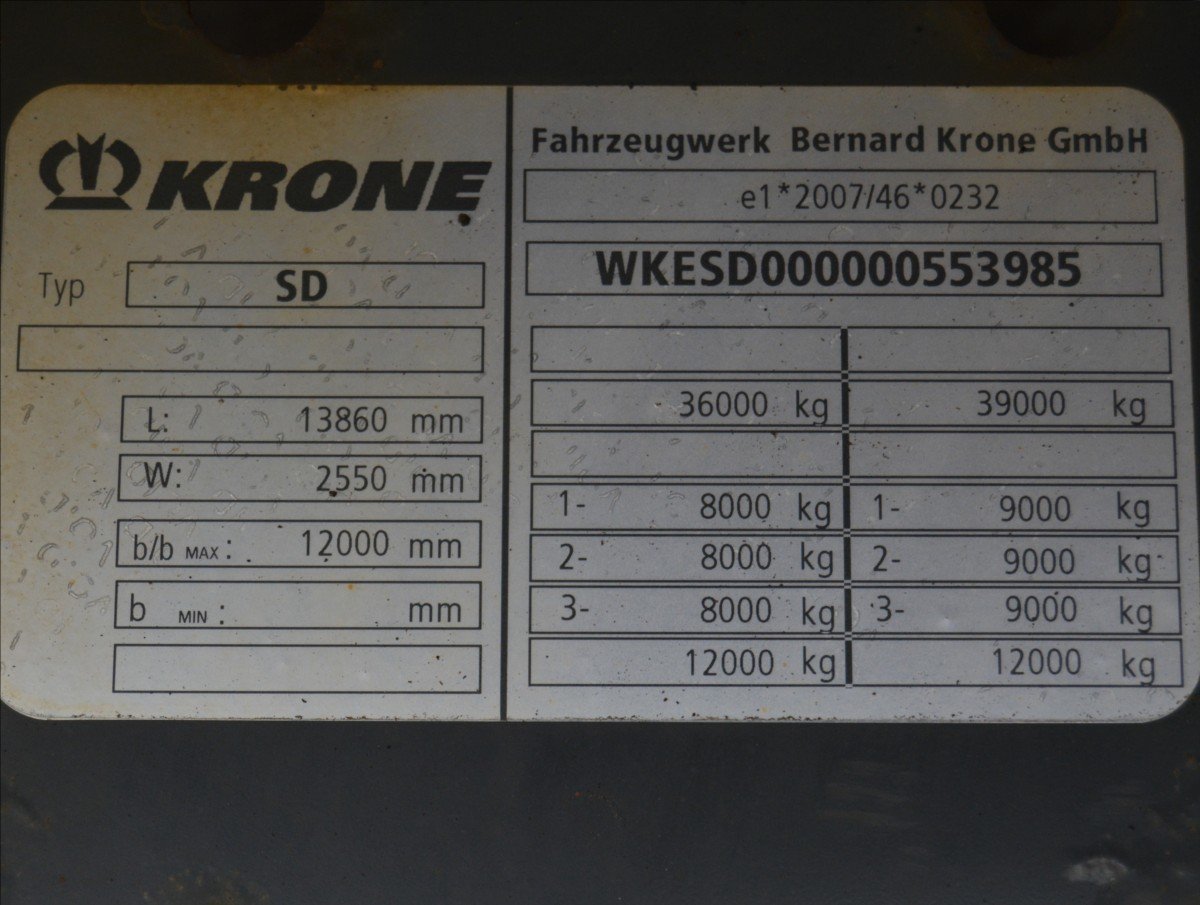 KRONE
Typ SD
L: 13860 mm
W: 2550 mm
b/b MAX : 12000 mm
b MIN : mm
Fahrzeugwerk Bernard Krone GmbH
e1*2007/46*0232
WKESD000000553985
36000 kg 39000 kg
1- 8000 kg 1- 9000 kg
2- 8000 kg 2- 9000 kg
3- 8000 kg 3- 9000 kg
12000 kg 12000 kg